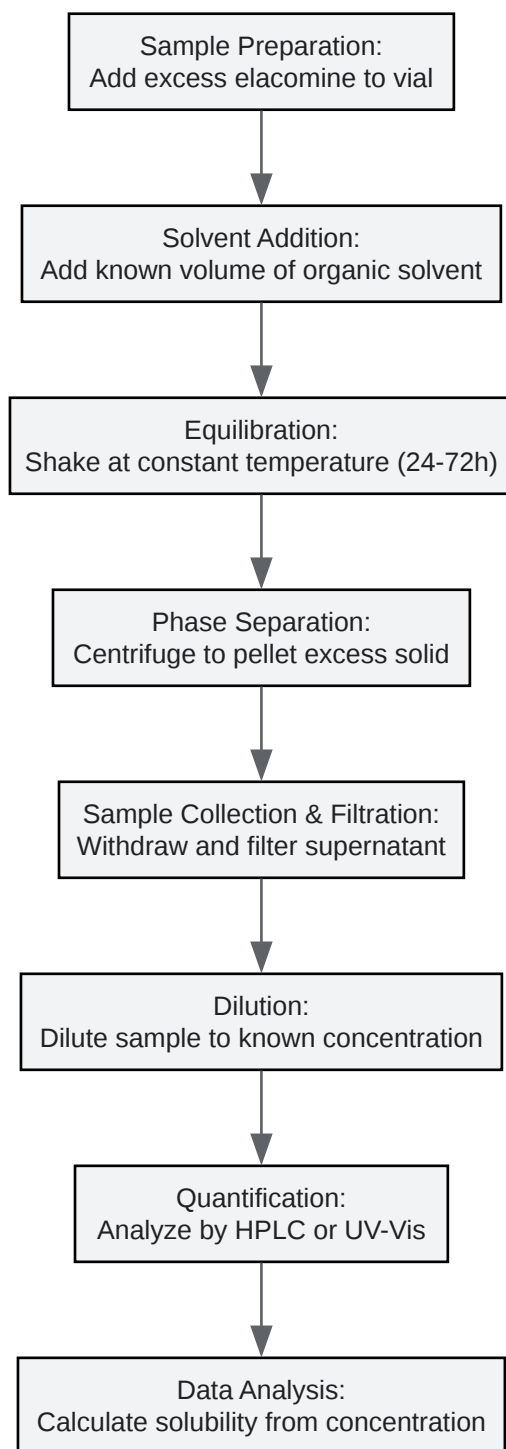 Sample Preparation:
Add excess elacomine to vial
Solvent Addition:
Add known volume of organic solvent
Equilibration:
Shake at constant temperature (24-72h)
Phase Separation:
Centrifuge to pellet excess solid
Sample Collection & Filtration:
Withdraw and filter supernatant
Dilution:
Dilute sample to known concentration
Quantification:
Analyze by HPLC or UV-Vis
Data Analysis:
Calculate solubility from concentration